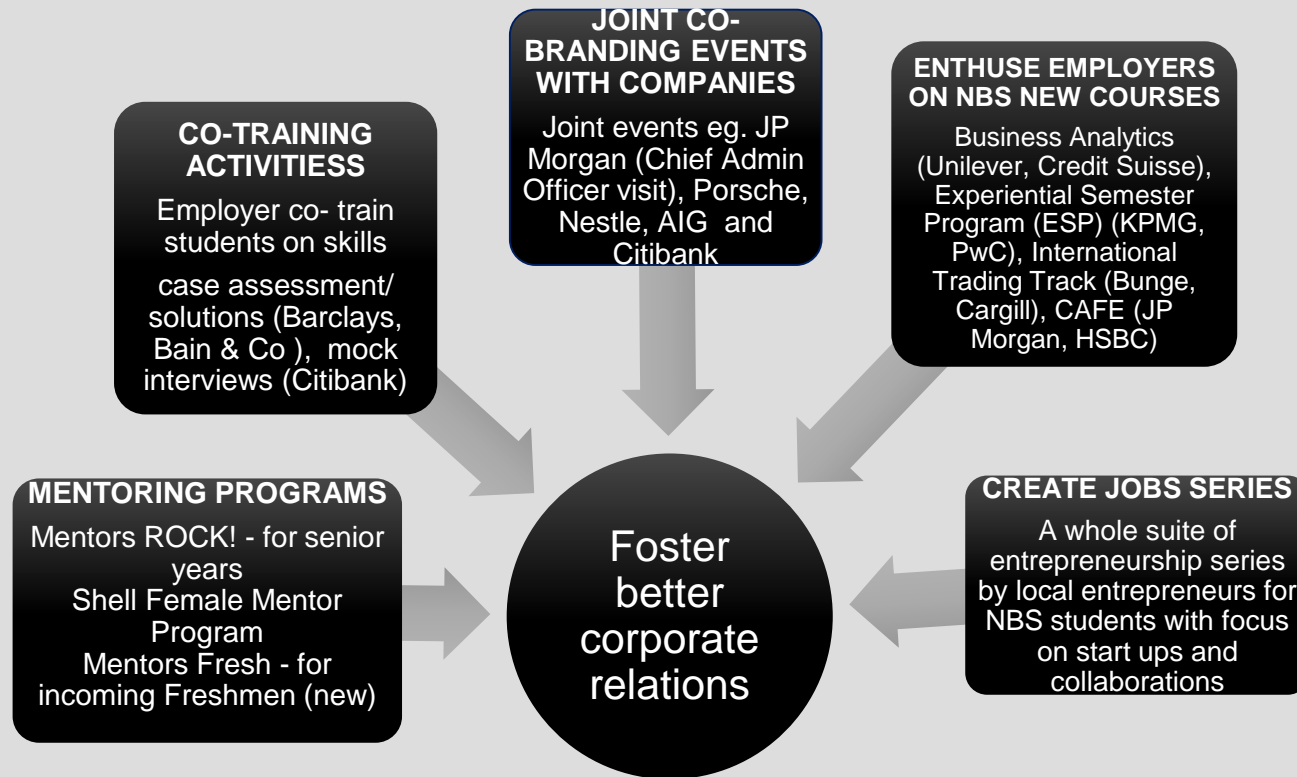 MENTORING PROGRAMS
Mentors ROCK! - for senior
years
Shell Female Mentor
Program
Mentors Fresh - for
incoming Freshmen (new)
CO-TRAINING
ACTIVITIESS
Employer co- train
students on skills
case assessment/
solutions (Barclays,
Bain & Co ), mock
interviews (Citibank)
JOINT CO-
BRANDING EVENTS
WITH COMPANIES
Joint events eg. JP
Morgan (Chief Admin
Officer visit), Porsche,
Nestle, AIG and
Citibank
ENTHUSE EMPLOYERS
ON NBS NEW COURSES
Business Analytics
(Unilever, Credit Suisse),
Experiential Semester
Program (ESP) (KPMG,
PwC), International
Trading Track (Bunge,
Cargill), CAFE (JP
Morgan, HSBC)
CREATE JOBS SERIES
A whole suite of
entrepreneurship series
by local entrepreneurs for
NBS students with focus
on start ups and
collaborations
Foster
better
corporate
relations